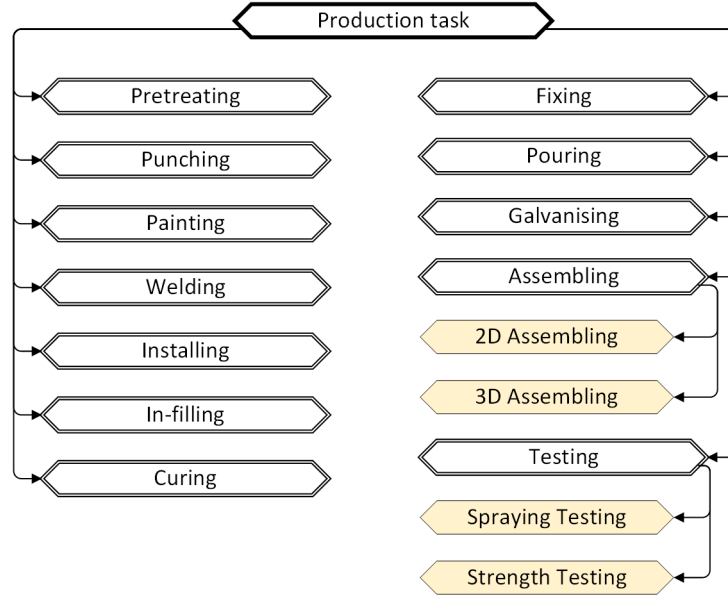 Production task
Pretreating
Punching
Painting
Welding
Installing
In-filling
Curing
Fixing
Pouring
Galvanising
Assembling
2D Assembling
3D Assembling
Testing
Spraying Testing
Strength Testing